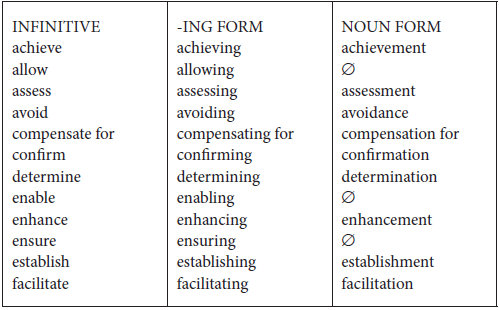 INFINITIVE -ING FORM NOUN FORM
achieve achieving achievement
allow allowing ∅
assess assessing assessment
avoid avoiding avoidance
compensate for compensating for compensation for
confirm confirming confirmation
determine determining determination
enable enabling ∅
enhance enhancing enhancement
ensure ensuring ∅
establish establishing establishment
facilitate facilitating facilitation